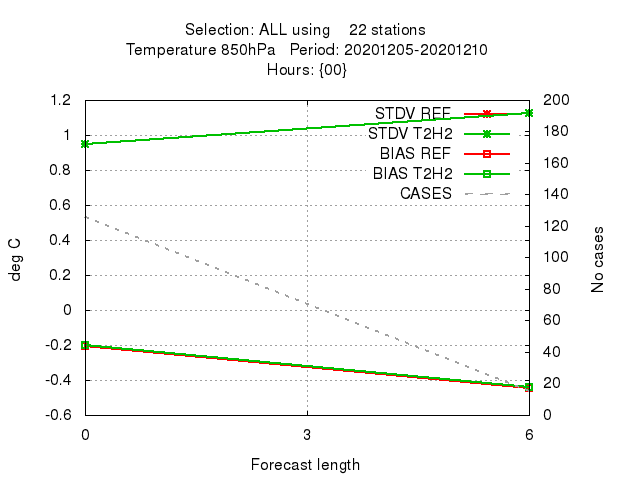 Selection: ALL using 22 stations
Temperature 850hPa Period: 20201205-20201210
Hours: {00}
1.2
1
0.8
0.6
0.4
0.2
0
-0.2
-0.4
-0.6
deg C
STDV REF
STDV T2H2
BIAS REF
BIAS T2H2
CASES
200
180
160
140
120
100
80
60
40
20
0
No cases
0 3 6
Forecast length